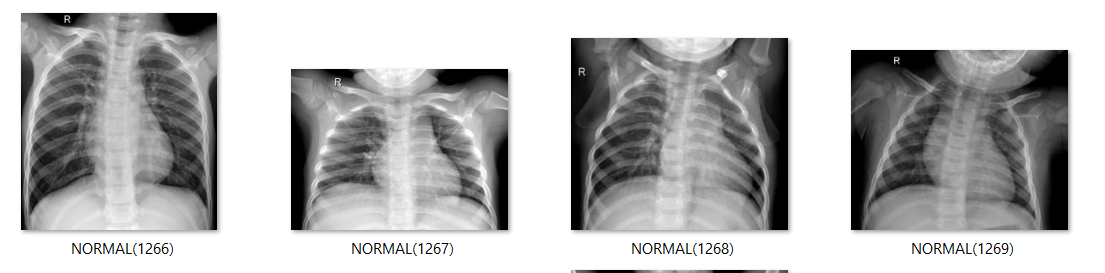 R
R
R
R
NORMAL(1266)
NORMAL(1267)
NORMAL(1268)
NORMAL(1269)